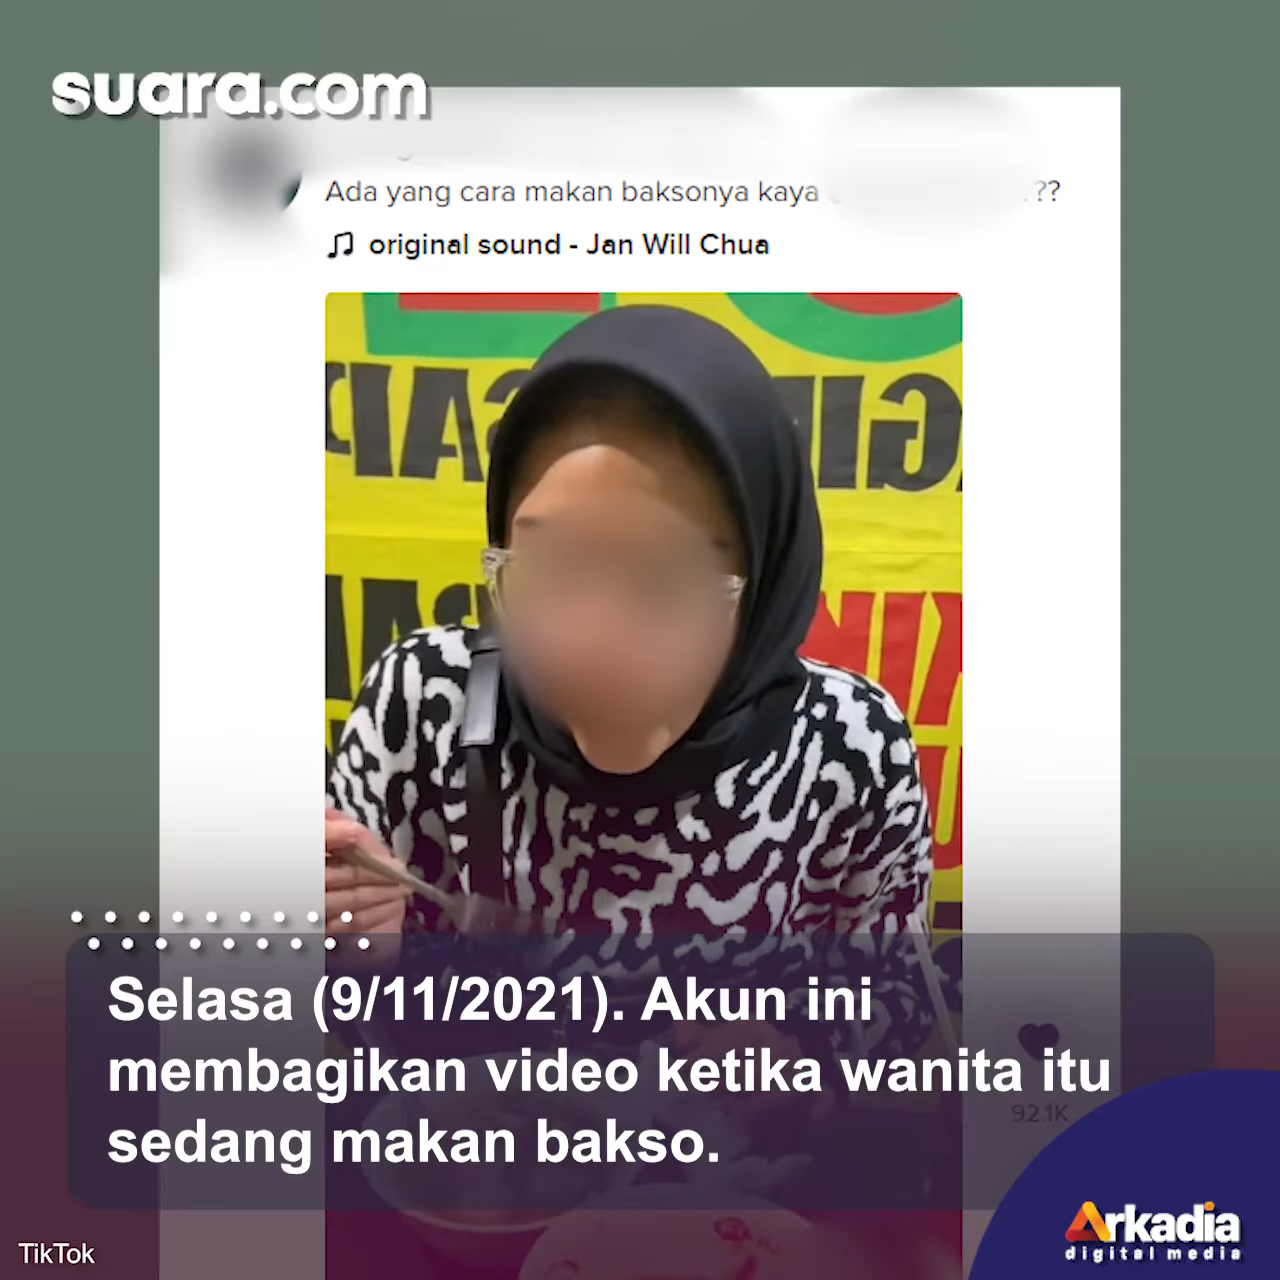 suara.com
Ada yang cara makan baksonya kaya ??
original sound - Jan Will Chua
Selasa (9/11/2021). Akun ini
membagikan video ketika wanita itu
sedang makan bakso.
92.1K
TikTok
Arkadia
digital media